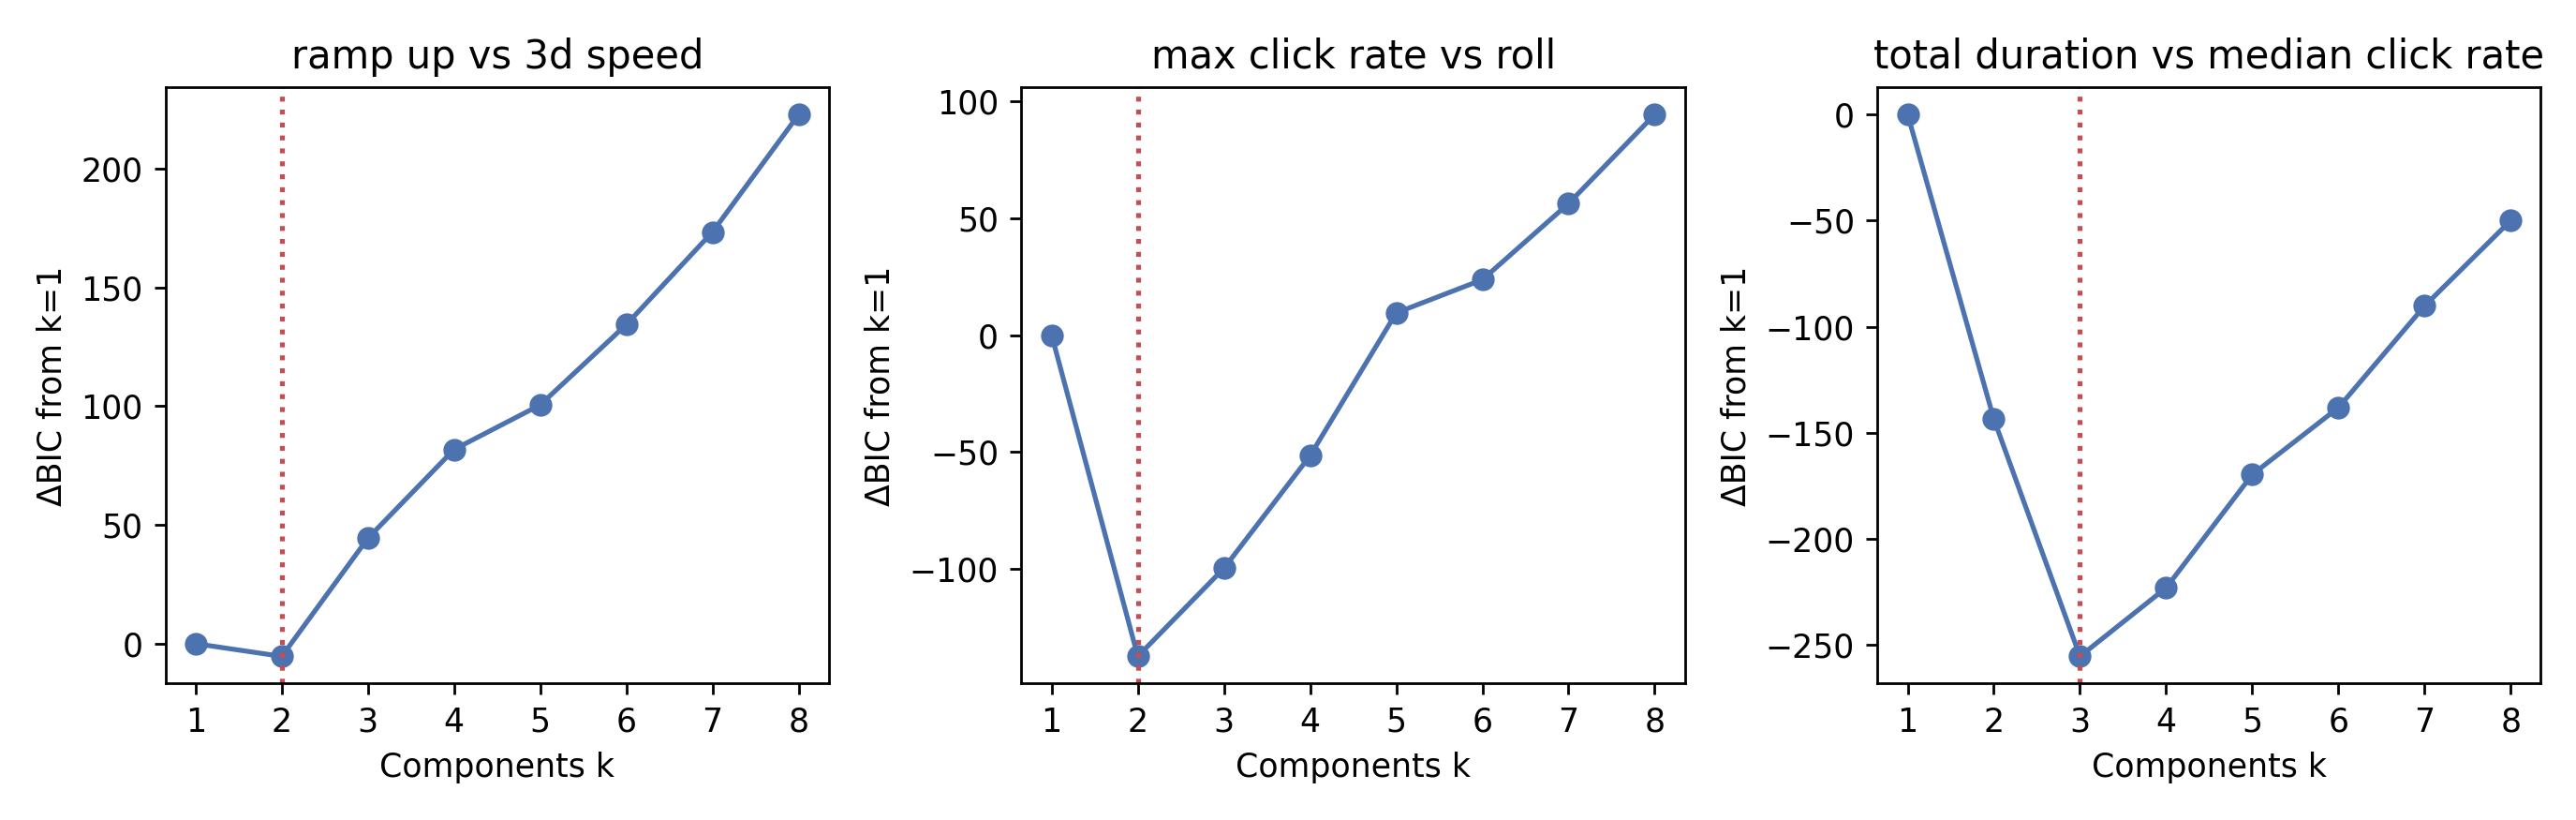 ramp up vs 3d speed
ΔBIC from k=1
200
150
100
50
0
1 2 3 4 5 6 7 8
Components k
max click rate vs roll
ΔBIC from k=1
100
50
0
−50
−100
1 2 3 4 5 6 7 8
Components k
total duration vs median click rate
ΔBIC from k=1
0
−50
−100
−150
−200
−250
1 2 3 4 5 6 7 8
Components k